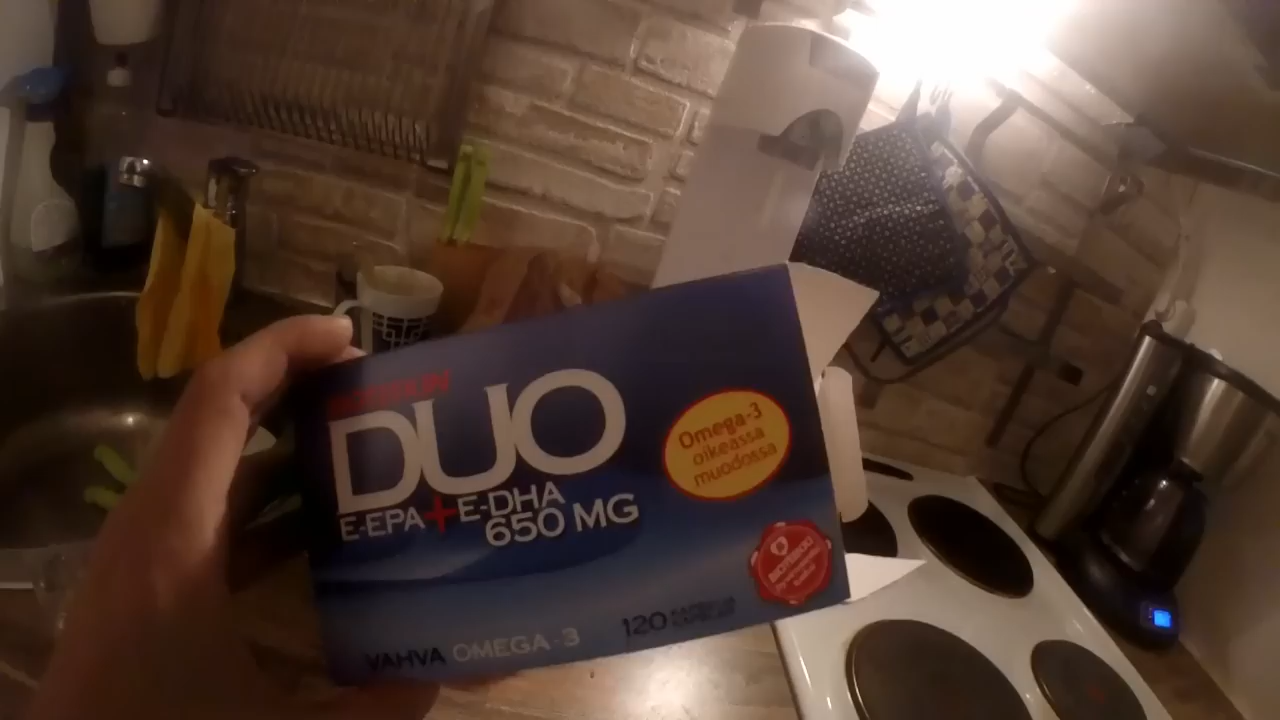 DUO
E-EPA+E-DHA
650 MG
Omega-3
oikeassa
muodossa
120
VAHVA OMEGA-3